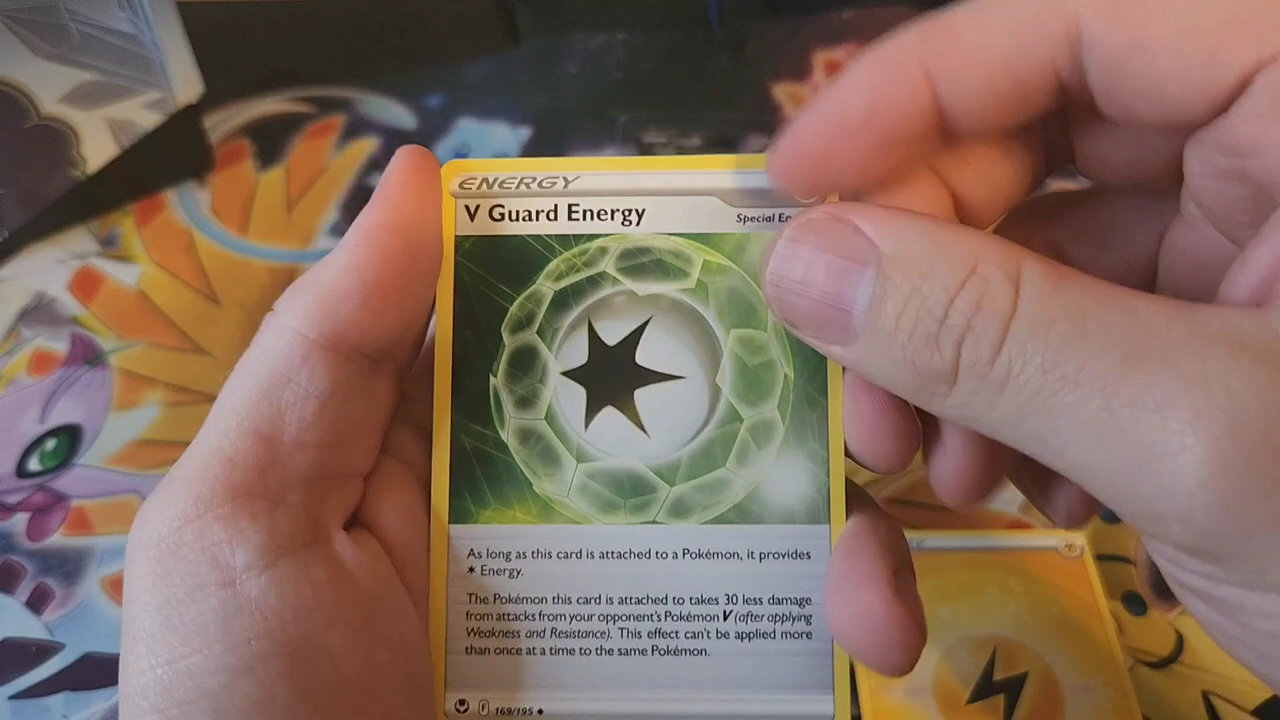 ENERGY
V Guard Energy
Special
As long as this card is attached to a Pokémon, it provides
✶ Energy.
The Pokémon this card is attached to takes 30 less damage
from attacks from your opponent's Pokémon V (after applying
Weakness and Resistance). This effect can't be applied more
than once at a time to the same Pokémon.
F 169/195 ◆